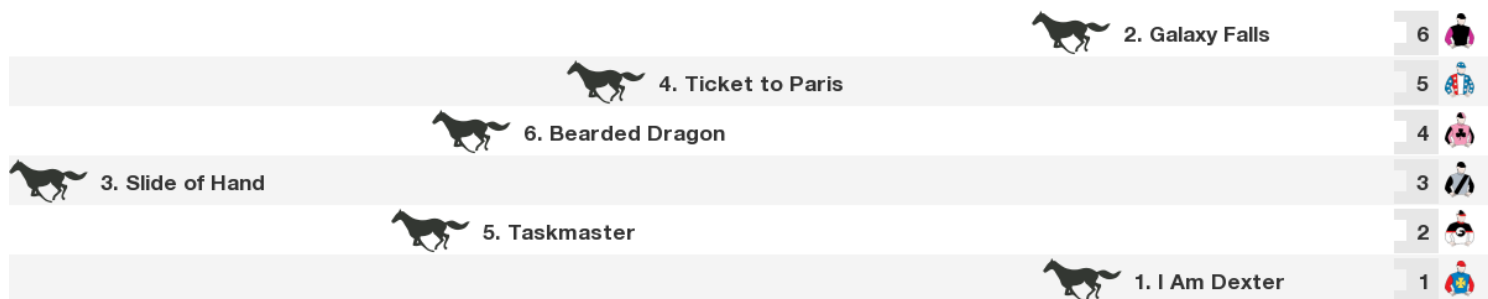 2. Galaxy Falls 6
4. Ticket to Paris 5
6. Bearded Dragon 4
3. Slide of Hand 3
5. Taskmaster 2
1. I Am Dexter 1